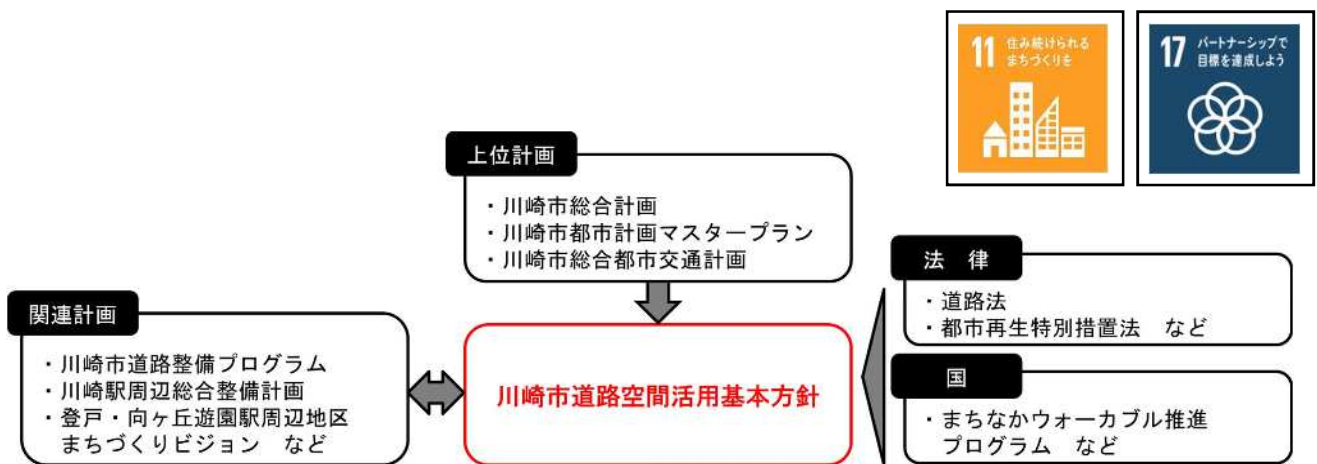 11 住み続けられる
まちづくりを
17 パートナーシップで
目標を達成しよう
上位計画
・川崎市総合計画
・川崎市都市計画マスタープラン
・川崎市総合都市交通計画
法 律
・道路法
・都市再生特別措置法 など
関連計画
・川崎市道路整備プログラム
・川崎駅周辺総合整備計画
・登戸・向ヶ丘遊園駅周辺地区
まちづくりビジョン など
川崎市道路空間活用基本方針
国
・まちなかウォーカブル推進
プログラム など